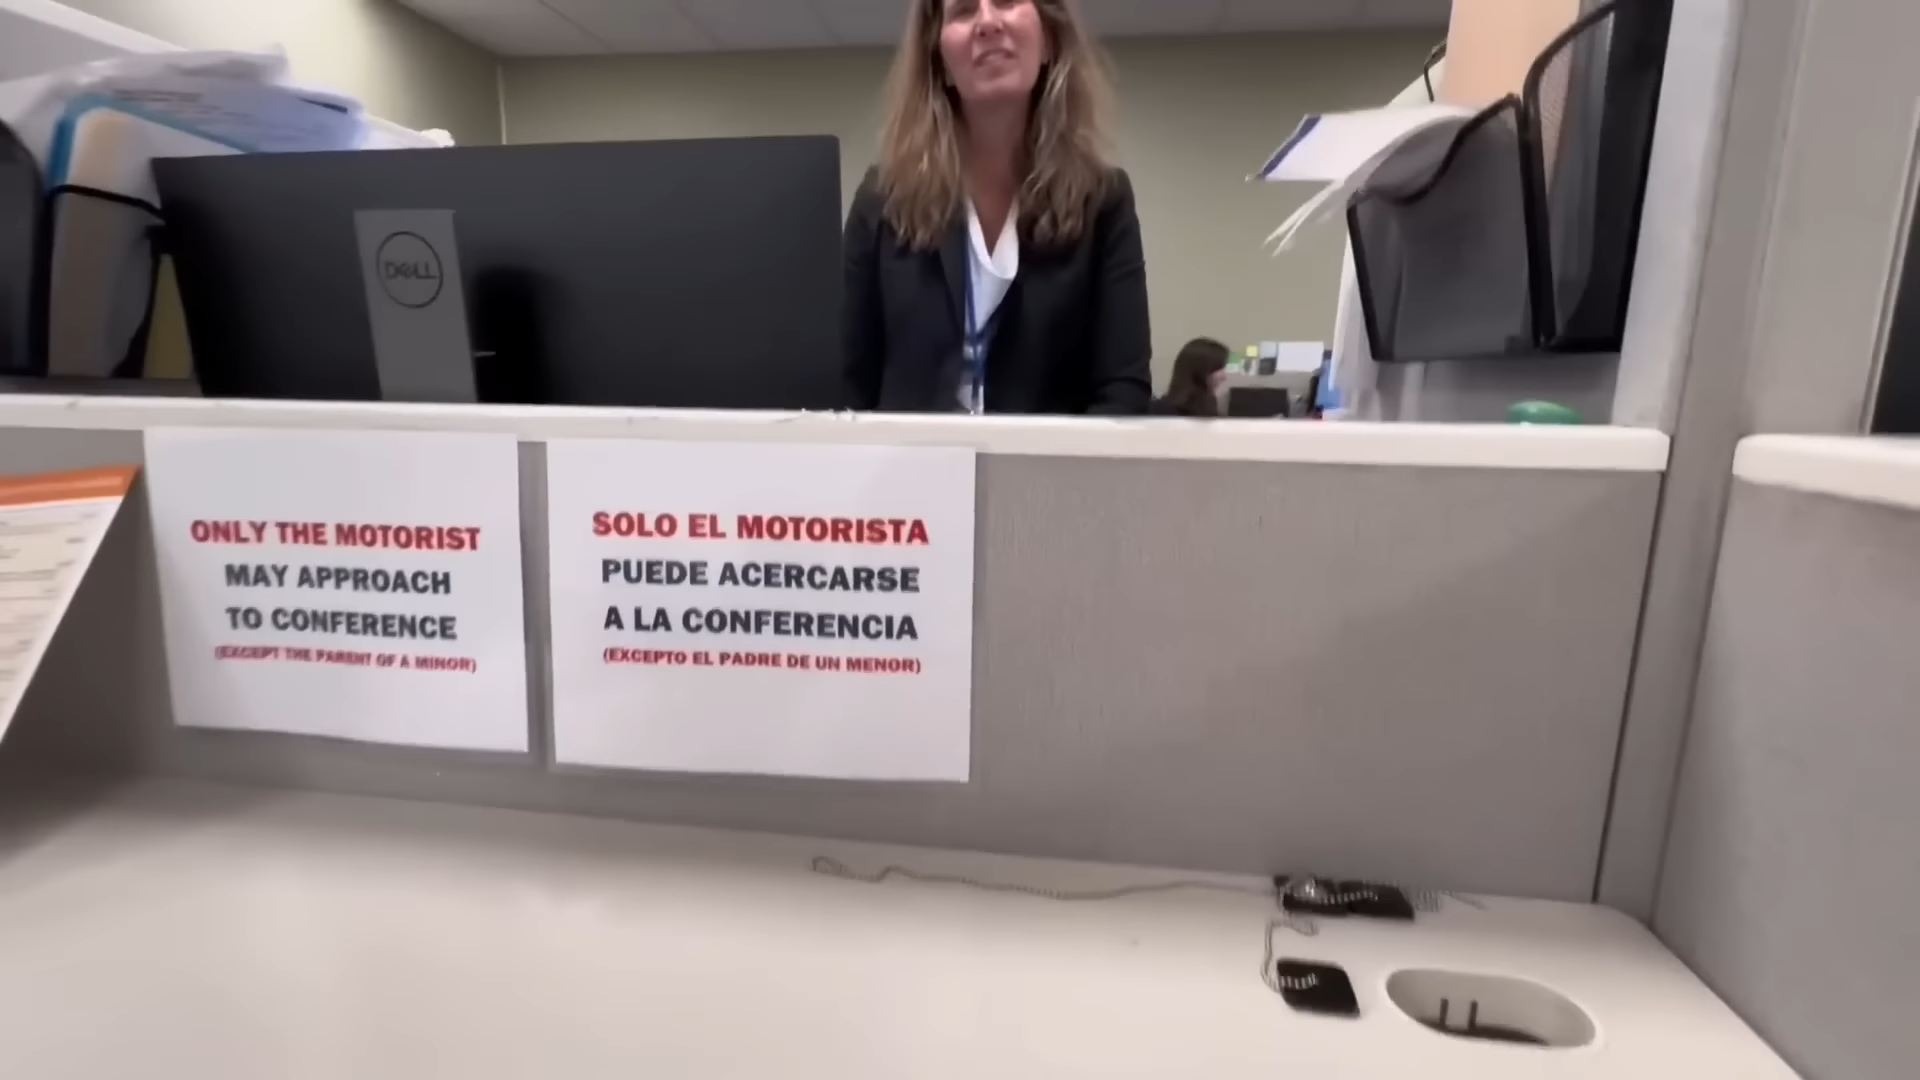 DELL
ONLY THE MOTORIST
MAY APPROACH
TO CONFERENCE
(EXCEPT THE PARENT OF A MINOR)
SOLO EL MOTORISTA
PUEDE ACERCARSE
A LA CONFERENCIA
(EXCEPTO EL PADRE DE UN MENOR)